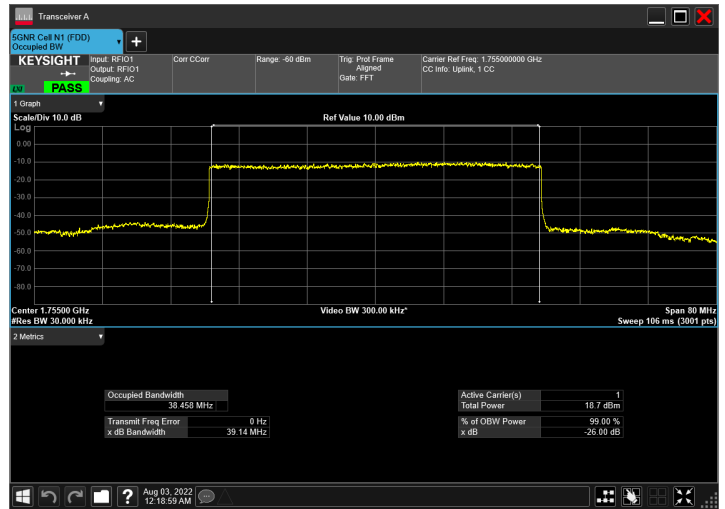 Transceiver A
5GNR Cell N1 (FDD)
Occupied BW
KEYSIGHT
LXI
PASS
Input: RFIO1
Output: RFIO1
Coupling: AC
Corr CCorr
Range: -60 dBm
Trig: Prot Frame
Aligned
Gate: FFT
Carrier Ref Freq: 1.755000000 GHz
CC Info: Uplink, 1 CC
1 Graph
Scale/Div 10.0 dB
Ref Value 10.00 dBm
Log
0.00
-10.0
-20.0
-30.0
-40.0
-50.0
-60.0
-70.0
-80.0
Center 1.75500 GHz
#Res BW 30.000 kHz
Video BW 300.00 kHz*
Span 80 MHz
Sweep 106 ms (3001 pts)
2 Metrics
Occupied Bandwidth
38.458 MHz
Transmit Freq Error 0 Hz
x dB Bandwidth 39.14 MHz
Active Carrier(s) 1
Total Power 18.7 dBm
% of OBW Power 99.00 %
x dB -26.00 dB
?
Aug 03, 2022
12:18:59 AM